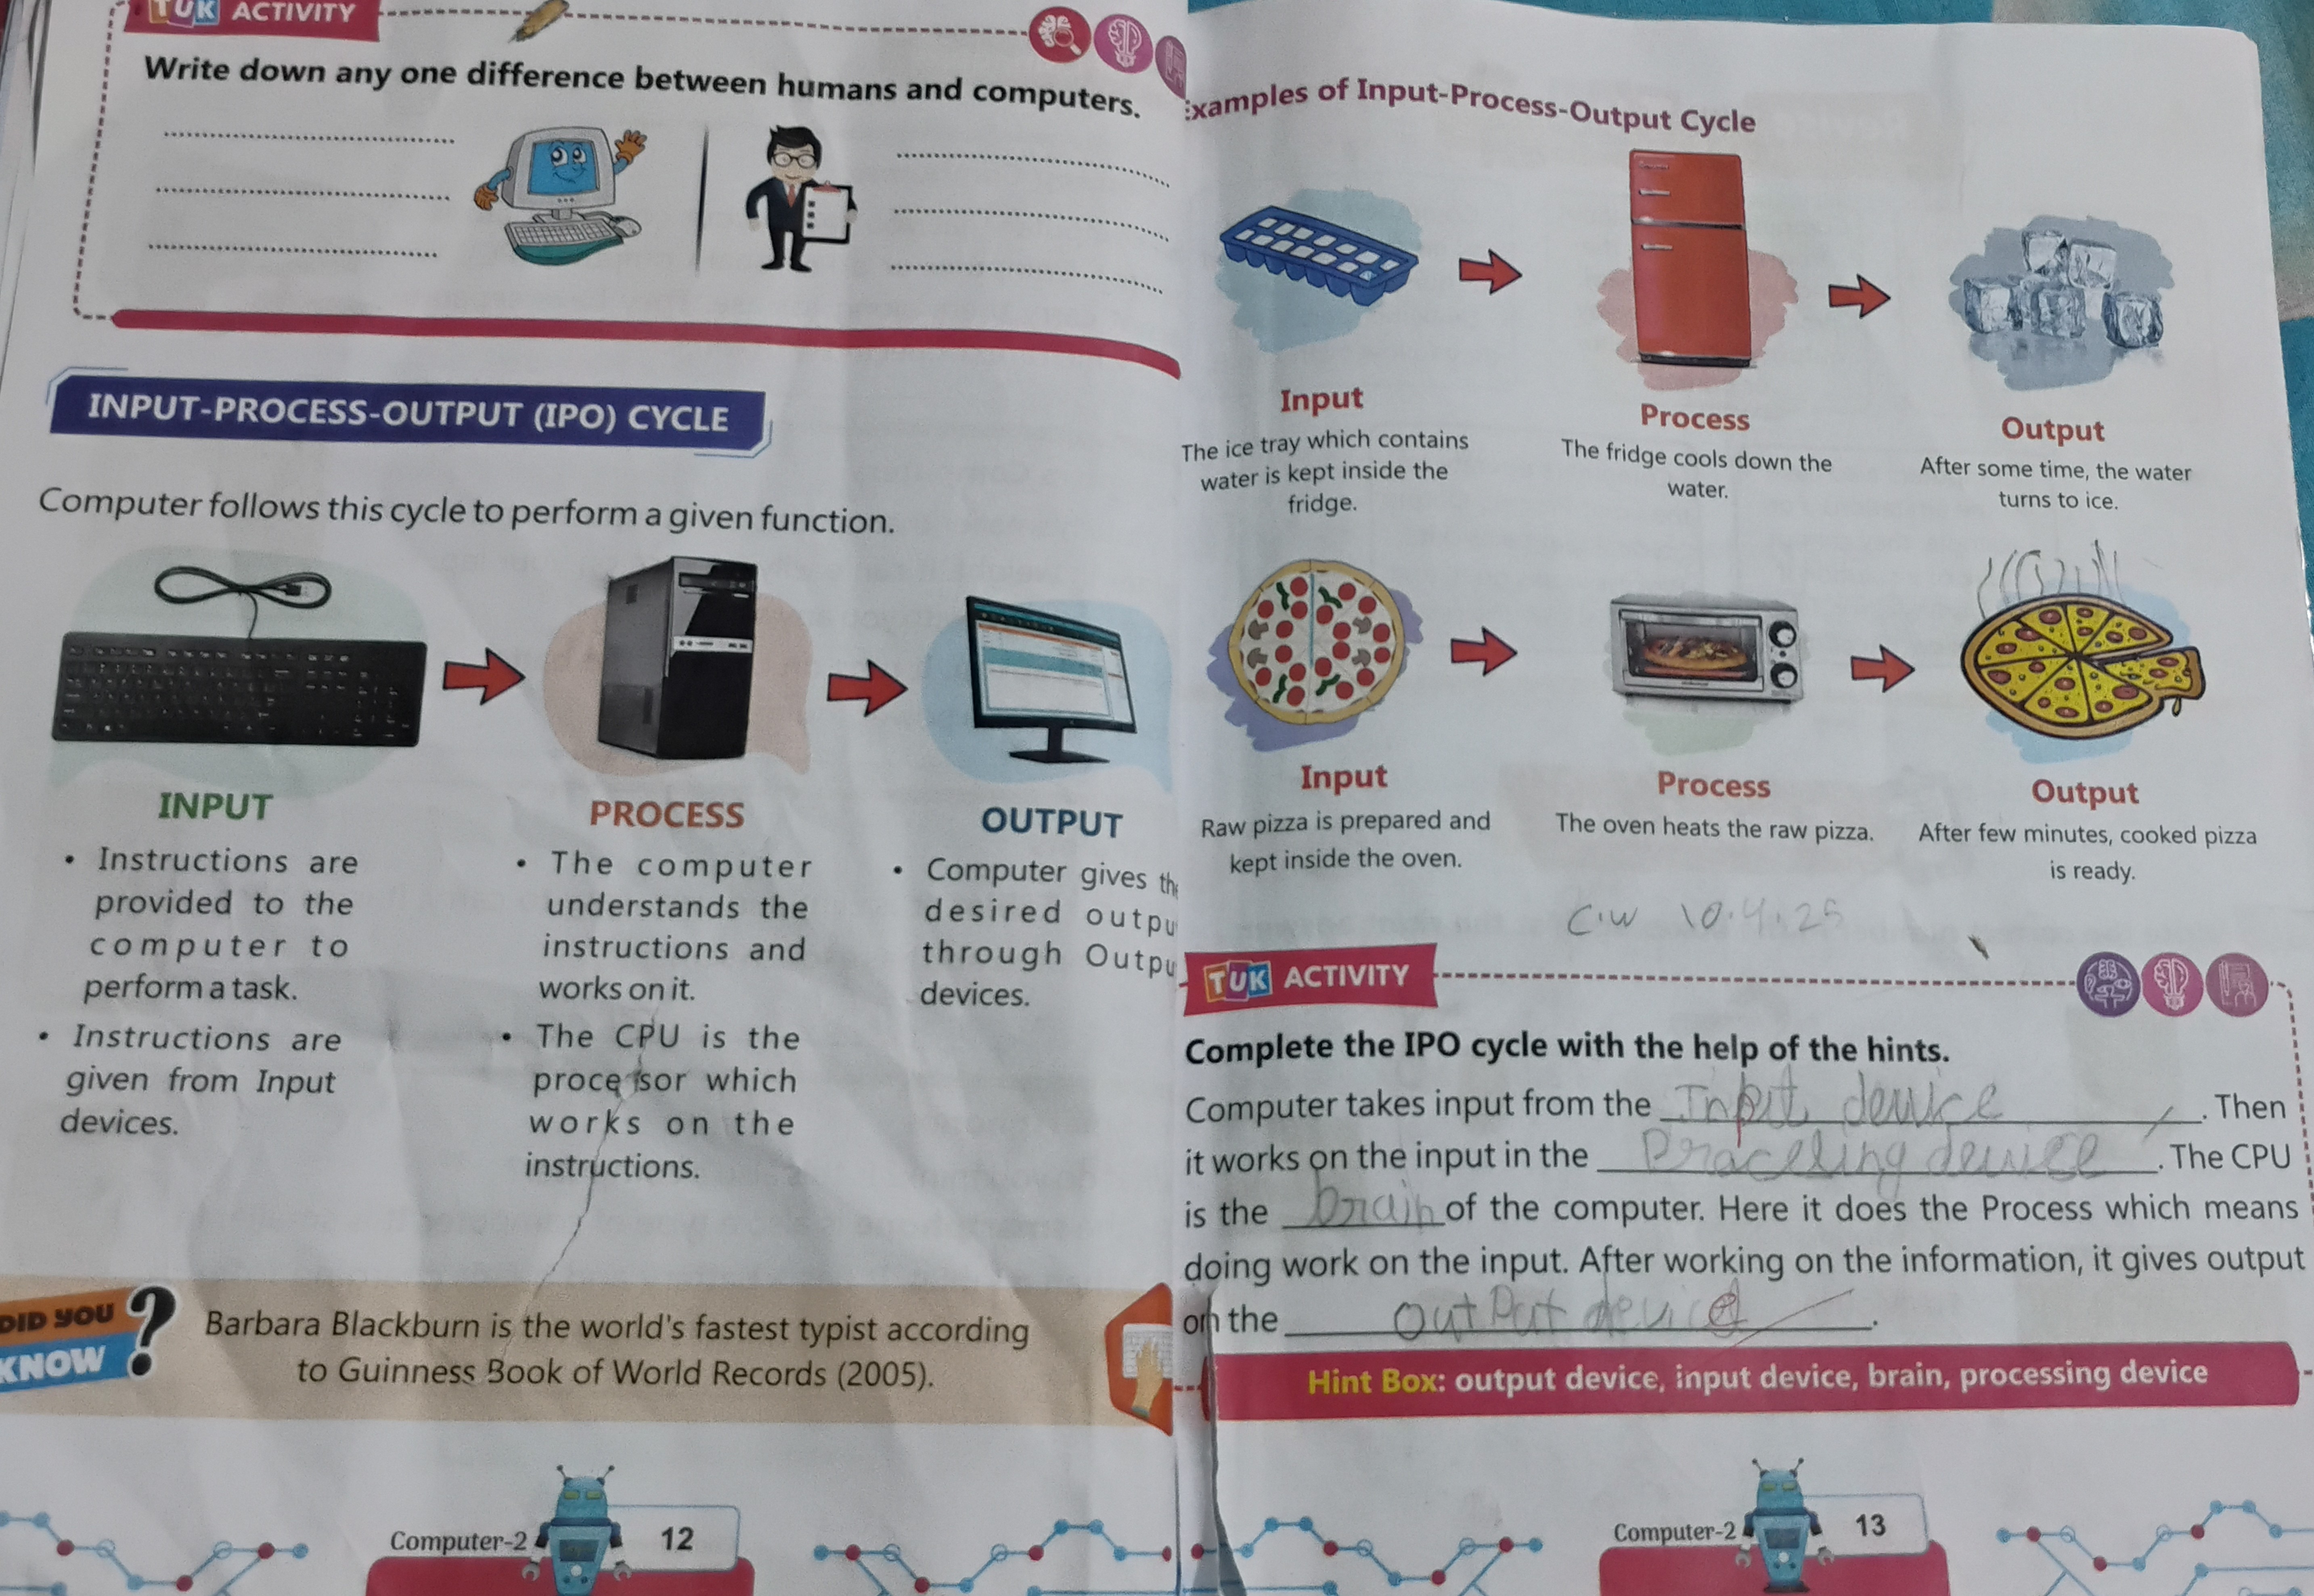 TUK ACTIVITY
Write down any one difference between humans and computers.
INPUT-PROCESS-OUTPUT (IPO) CYCLE
Computer follows this cycle to perform a given function.
INPUT
• Instructions are
provided to the
computer to
perform a task.
• Instructions are
given from Input
devices.
PROCESS
• The computer
understands the
instructions and
works on it.
• The CPU is the
processor which
works on the
instructions.
OUTPUT
• Computer gives the
desired outpu
through Outpu
devices.
DID YOU
KNOW ?
Barbara Blackburn is the world's fastest typist according
to Guinness Book of World Records (2005).
Computer-2 12
Examples of Input-Process-Output Cycle
Input
The ice tray which contains
water is kept inside the
fridge.
Process
The fridge cools down the
water.
Output
After some time, the water
turns to ice.
Input
Raw pizza is prepared and
kept inside the oven.
Process
The oven heats the raw pizza.
Output
After few minutes, cooked pizza
is ready.
C.W 10.4.25
TUK ACTIVITY
Complete the IPO cycle with the help of the hints.
Computer takes input from the Input device. Then
it works on the input in the Praceling device. The CPU
is the brain of the computer. Here it does the Process which means
doing work on the input. After working on the information, it gives output
on the outPut device.
Hint Box: output device, input device, brain, processing device
Computer-2 13